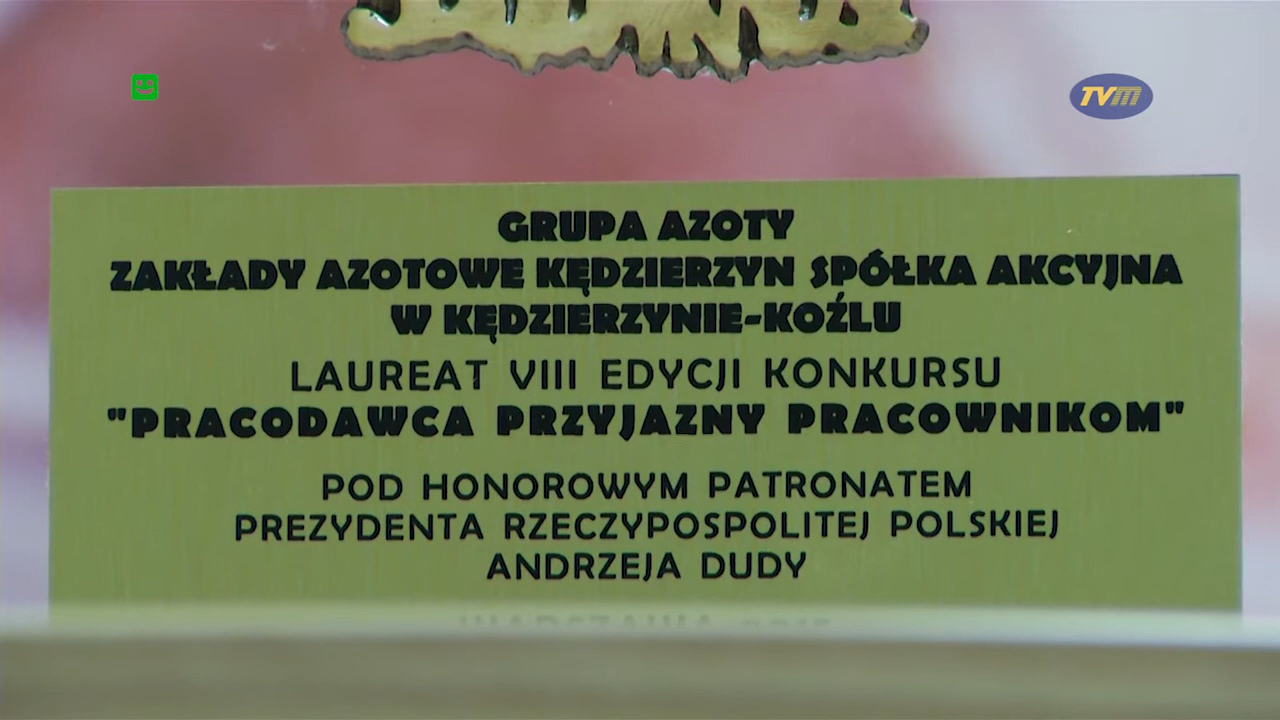 TVm
GRUPA AZOTY
ZAKŁADY AZOTOWE KĘDZIERZYN SPÓŁKA AKCYJNA
W KĘDZIERZYNIE-KOŹLU
LAUREAT VIII EDYCJI KONKURSU
"PRACODAWCA PRZYJAZNY PRACOWNIKOM"
POD HONOROWYM PATRONATEM
PREZYDENTA RZECZYPOSPOLITEJ POLSKIEJ
ANDRZEJA DUDY